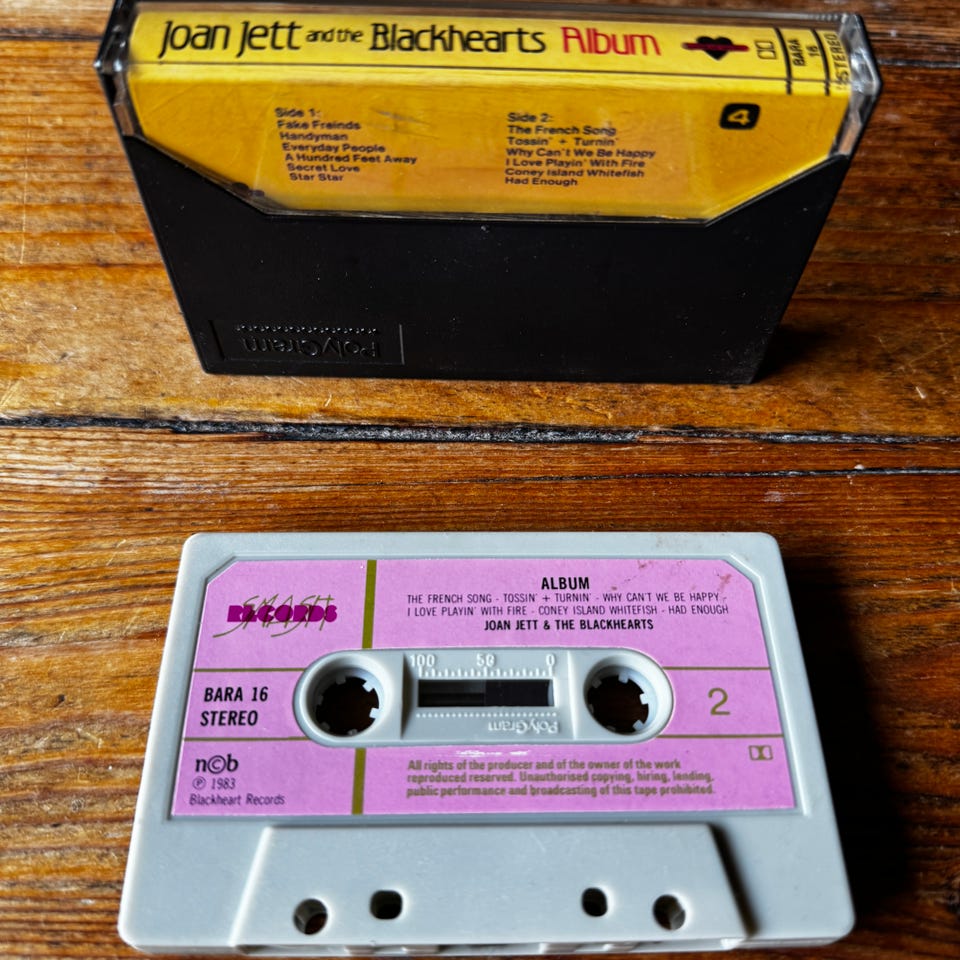 Joan Jett and the Blackhearts Album
BARA 16
STEREO
4
Side 1:
Fake Freinds
Handyman
Everyday People
A Hundred Feet Away
Secret Love
Star Star
Side 2:
The French Song
Tossin' + Turnin'
Why Can't We Be Happy
I Love Playin' With Fire
Coney Island Whitefish
Had Enough
PolyGram
SMASH
RECORDS
ALBUM
THE FRENCH SONG - TOSSIN' + TURNIN' - WHY CAN'T WE BE HAPPY -
I LOVE PLAYIN' WITH FIRE - CONEY ISLAND WHITEFISH - HAD ENOUGH
JOAN JETT & THE BLACKHEARTS
100 50 0
PolyGram
BARA 16
STEREO
2
n©b
℗ 1983
Blackheart Records
All rights of the producer and of the owner of the work
reproduced reserved. Unauthorised copying, hiring, lending,
public performance and broadcasting of this tape prohibited.